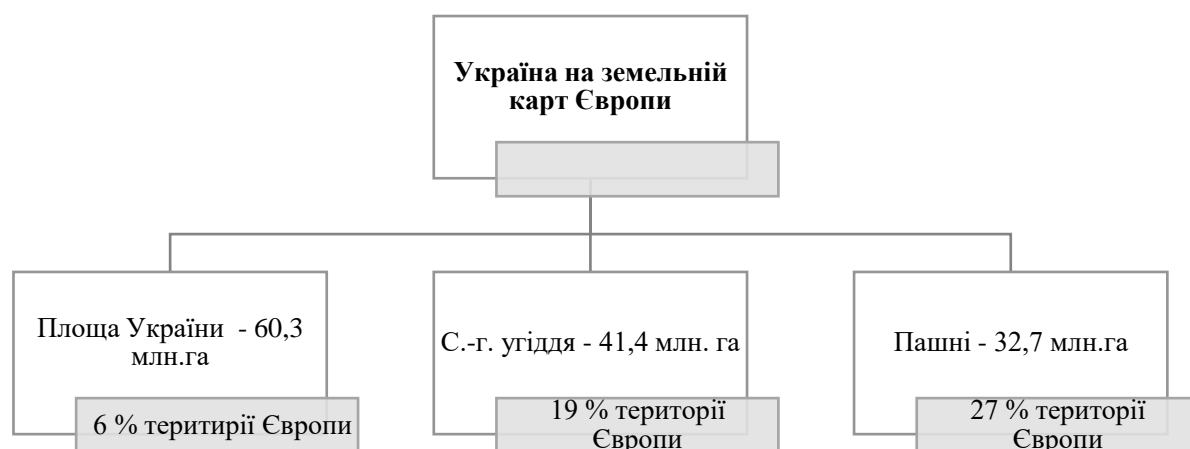 Україна на земельній
карт Європи
Площа України - 60,3
млн.га
6 % теритирії Європи
С.-г. угіддя - 41,4 млн. га
19 % території
Європи
Пашні - 32,7 млн.га
27 % території
Європи